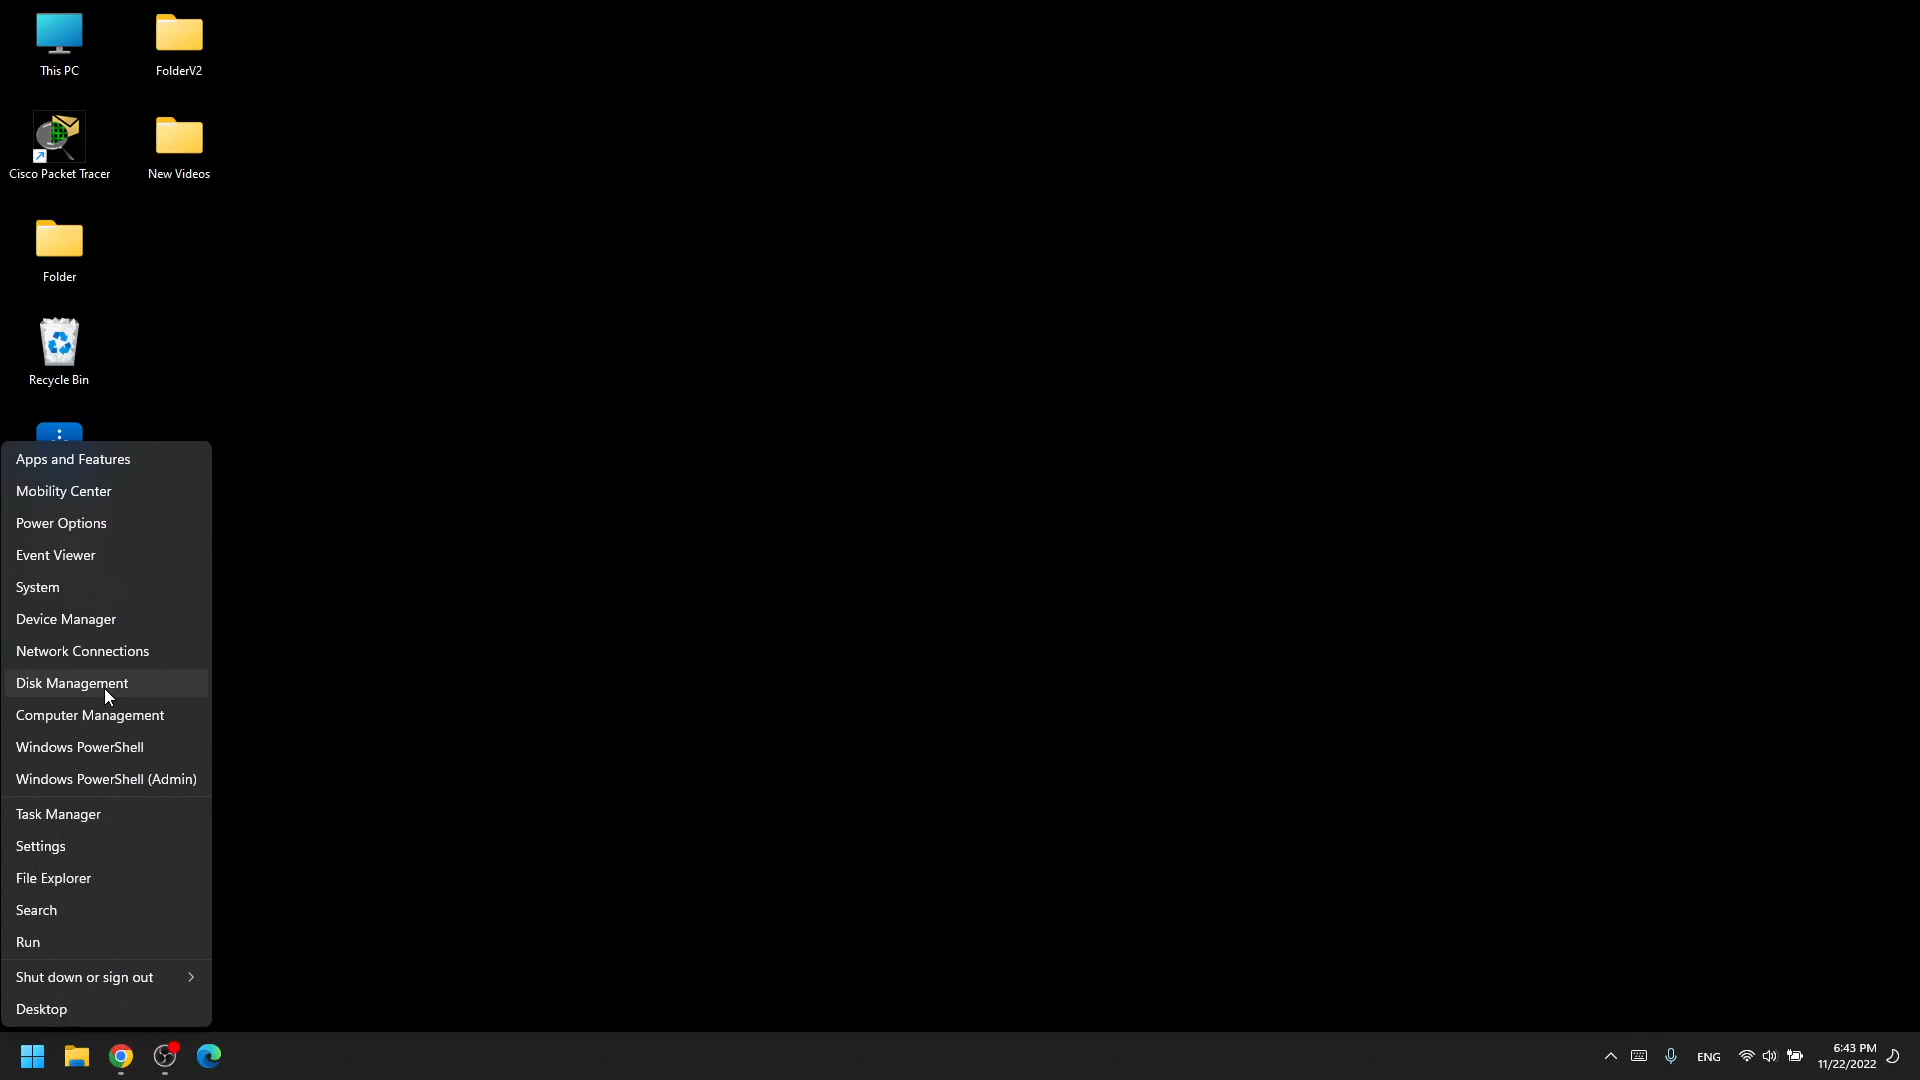 This PC
FolderV2
Cisco Packet Tracer
New Videos
Folder
Recycle Bin
Apps and Features
Mobility Center
Power Options
Event Viewer
System
Device Manager
Network Connections
Disk Management
Computer Management
Windows PowerShell
Windows PowerShell (Admin)
Task Manager
Settings
File Explorer
Search
Run
Shut down or sign out
Desktop
ENG
6:43 PM
11/22/2022